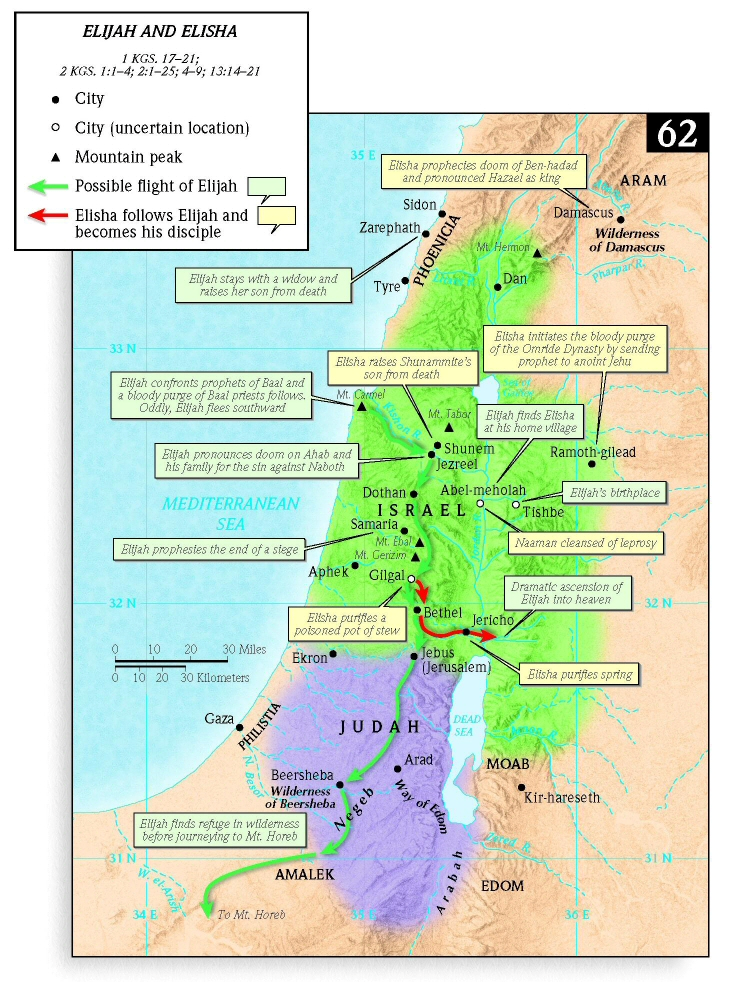 ELIJAH AND ELISHA
1 KGS. 17–21;
2 KGS. 1:1–4; 2:1–25; 4–9; 13:14–21
City
City (uncertain location)
Mountain peak
Possible flight of Elijah
Elisha follows Elijah and
becomes his disciple
62
35 E
Elisha prophecies doom of Ben-hadad
and pronounced Hazael as king
ARAM
Sidon
Damascus
Zarephath
Wilderness
of Damascus
PHOENICIA
Mt. Hermon
Pharpar R.
Elijah stays with a widow and
raises her son from death
Tyre
Dan
33 N
Elisha initiates the bloody purge
of the Omride Dynasty by sending
prophet to anoint Jehu
Elisha raises Shunammite's
son from death
Elijah confronts prophets of Baal and
a bloody purge of Baal priests follows.
Oddly, Elijah flees southward
Mt. Carmel
Kishon R.
Mt. Tabor
Elijah finds Elisha
at his home village
Elijah pronounces doom on Ahab and
his family for the sin against Naboth
Shunem
Jezreel
Ramoth-gilead
Dothan
Abel-meholah
Elijah's birthplace
MEDITERRANEAN
SEA
ISRAEL
Tishbe
Samaria
Mt. Ebal
Naaman cleansed of leprosy
Elijah prophesies the end of a siege
Mt. Gerizim
Aphek
Gilgal
Dramatic ascension of
Elijah into heaven
32 N
32 N
Elisha purifies a
poisoned pot of stew
Bethel
Jericho
Ekron
Jebus
(Jerusalem)
Elisha purifies spring
0 10 20 30 Miles
0 10 20 30 Kilometers
Gaza
PHILISTIA
JUDAH
DEAD
SEA
N. Besor
Arad
MOAB
Beersheba
Wilderness
of Beersheba
Negeb
Way of Edom
Kir-hareseth
Elijah finds refuge in wilderness
before journeying to Mt. Horeb
Zered R.
31 N
31 N
AMALEK
Arabah
EDOM
W. el-Arish
34 E
To Mt. Horeb
35 E
36 E